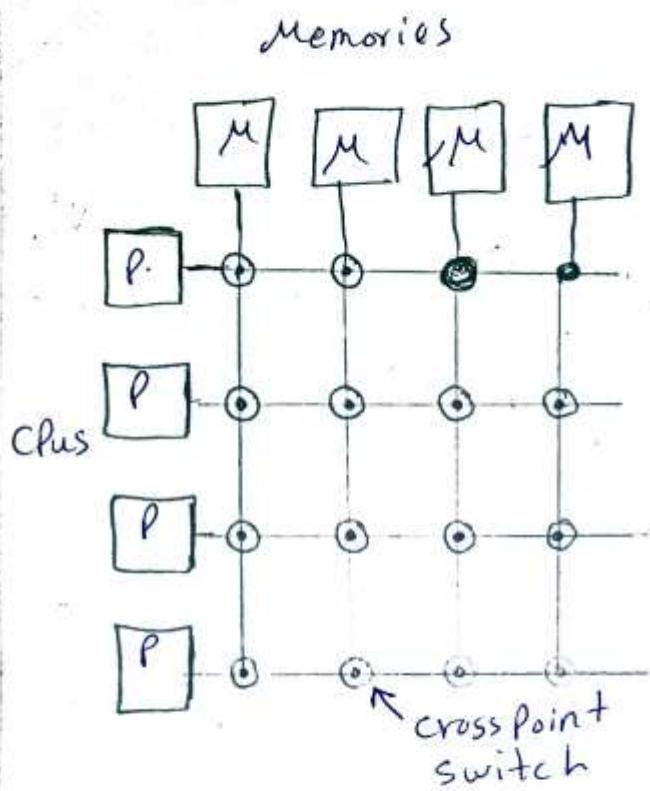 Memories
M M M M
P.
P
CPus
P
P
Cross Point
switch